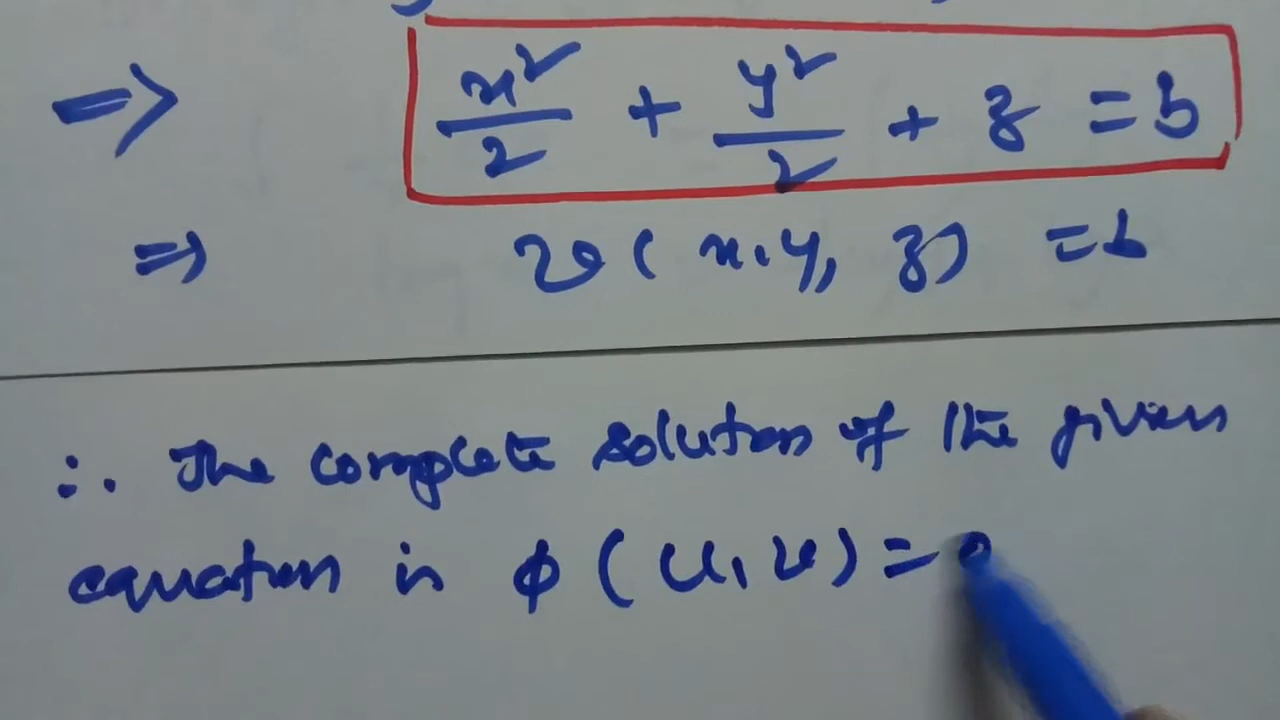 ⇒ x²/2 + y²/2 + z = b
⇒ v(x, y, z) = b
∴ The complete solution of the given
equation is φ(u, v) = 0